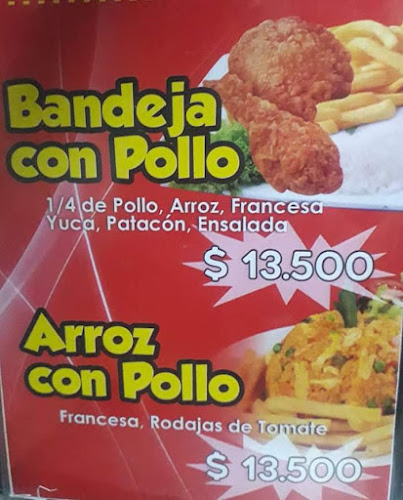 Bandeja
con Pollo
1/4 de Pollo, Arroz, Francesa
Yuca, Patacón, Ensalada
$ 13.500
Arroz
con Pollo
Francesa, Rodajas de Tomate
$ 13.500